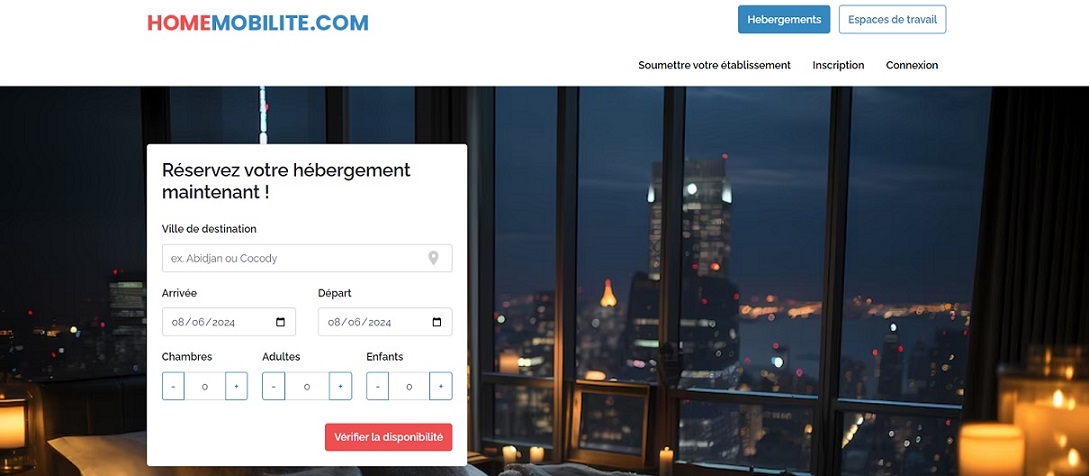 HOMEMOBILITE.COM
Hebergements Espaces de travail
Soumettre votre établissement Inscription Connexion
Réservez votre hébergement
maintenant !
Ville de destination
ex. Abidjan ou Cocody
Arrivée Départ
08/06/2024 08/06/2024
Chambres Adultes Enfants
- 0 + - 0 + - 0 +
Vérifier la disponibilité